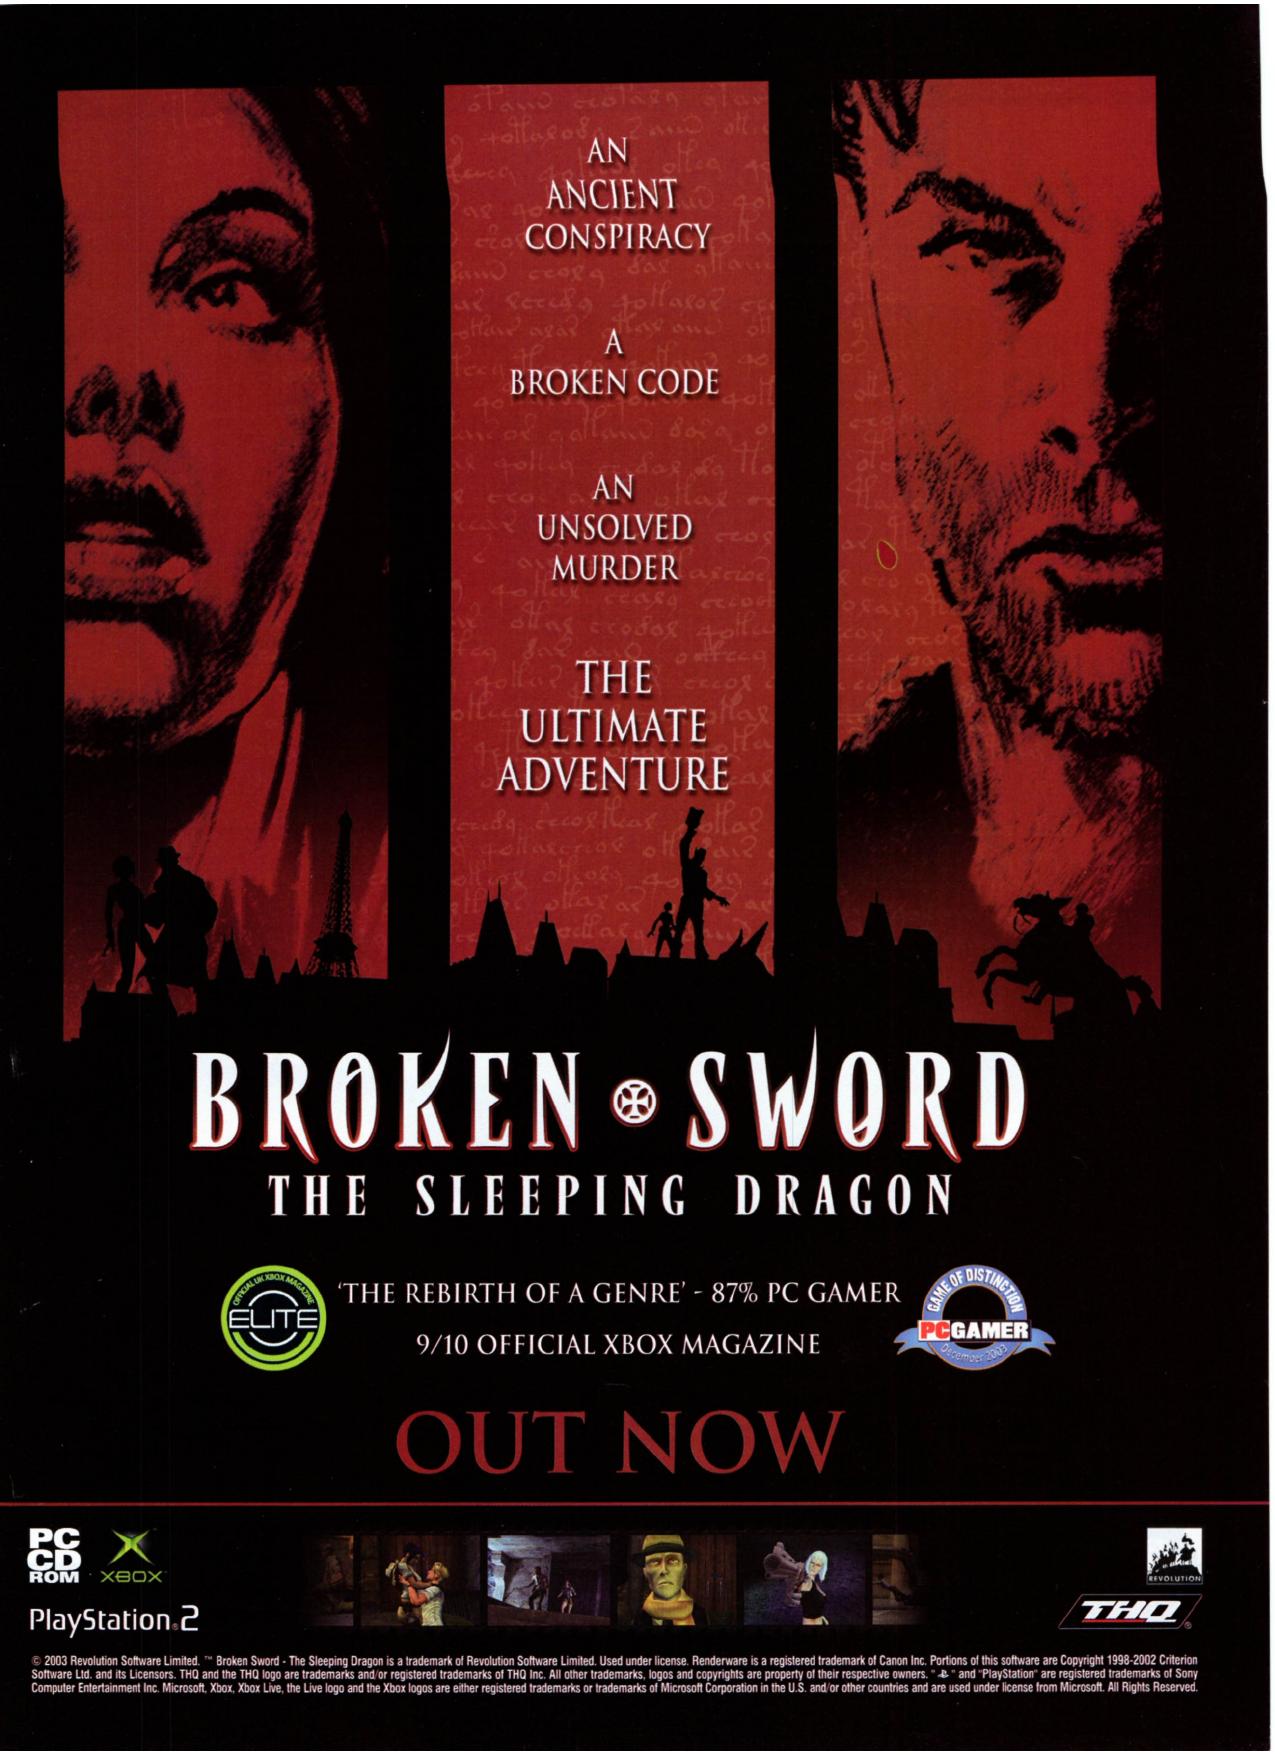 AN
ANCIENT
CONSPIRACY
A
BROKEN CODE
AN
UNSOLVED
MURDER
THE
ULTIMATE
ADVENTURE
BROKEN SWORD
THE SLEEPING DRAGON
OFFICIAL UK XBOX MAGAZINE
ELITE
'THE REBIRTH OF A GENRE' - 87% PC GAMER
9/10 OFFICIAL XBOX MAGAZINE
GAME OF DISTINCTION
PCGAMER
December 2003
OUT NOW
PC
CD
ROM
XBOX
PlayStation®2
REVOLUTION
THQ®
© 2003 Revolution Software Limited. ™ Broken Sword - The Sleeping Dragon is a trademark of Revolution Software Limited. Used under license. Renderware is a registered trademark of Canon Inc. Portions of this software are Copyright 1998-2002 Criterion
Software Ltd. and its Licensors. THQ and the THQ logo are trademarks and/or registered trademarks of THQ Inc. All other trademarks, logos and copyrights are property of their respective owners. " " and "PlayStation" are registered trademarks of Sony
Computer Entertainment Inc. Microsoft, Xbox, Xbox Live, the Live logo and the Xbox logos are either registered trademarks or trademarks of Microsoft Corporation in the U.S. and/or other countries and are used under license from Microsoft. All Rights Reserved.